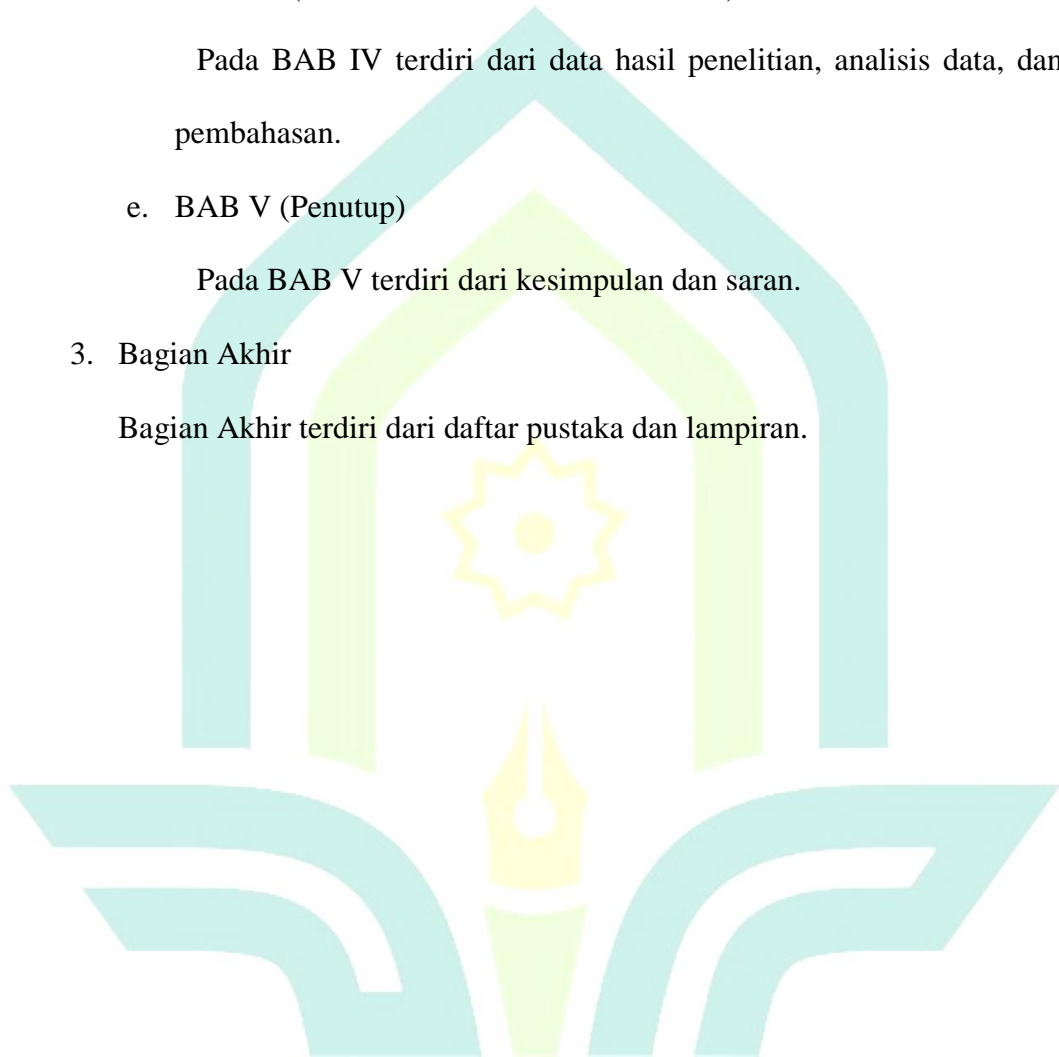 Pada BAB IV terdiri dari data hasil penelitian, analisis data, dan
pembahasan.
e. BAB V (Penutup)
Pada BAB V terdiri dari kesimpulan dan saran.
3. Bagian Akhir
Bagian Akhir terdiri dari daftar pustaka dan lampiran.